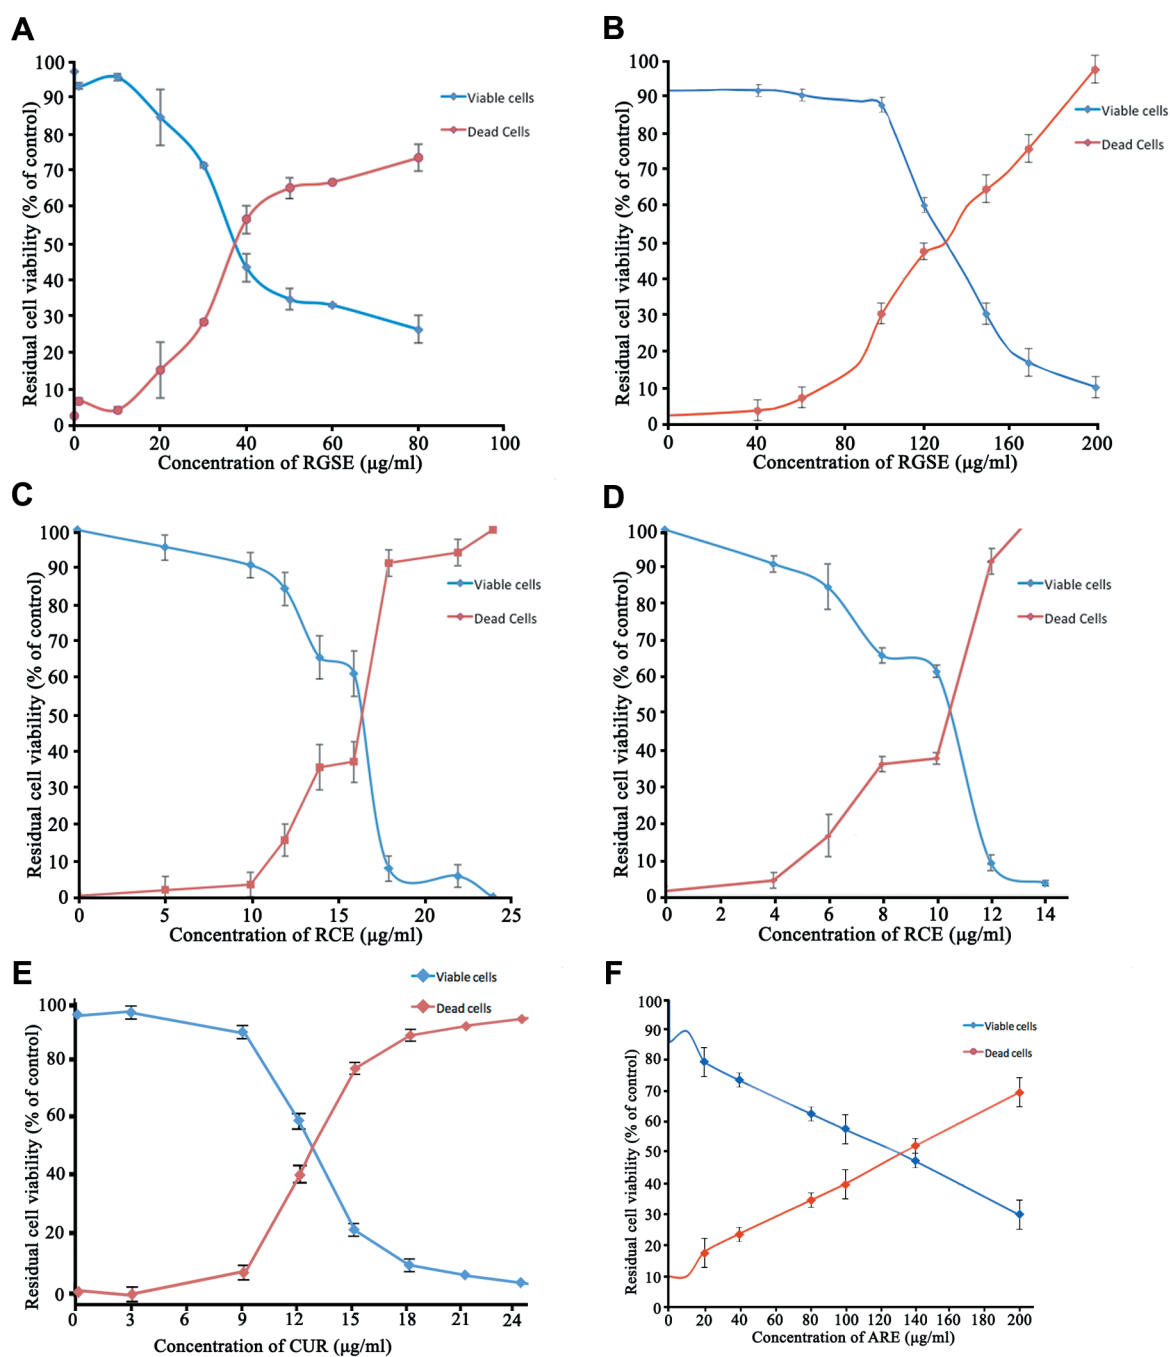 A
Residual cell viability (% of control)
100
90
80
70
60
50
40
30
20
10
0
0 20 40 60 80 100
Concentration of RGSE (µg/ml)
Viable cells
Dead Cells
B
Residual cell viability (% of control)
100
90
80
70
60
50
40
30
20
10
0
0 40 80 120 160 200
Concentration of RGSE (µg/ml)
Viable cells
Dead Cells
C
Residual cell viability (% of control)
100
90
80
70
60
50
40
30
20
10
0
0 5 10 15 20 25
Concentration of RCE (µg/ml)
Viable cells
Dead Cells
D
Residual cell viability (% of control)
100
90
80
70
60
50
40
30
20
10
0
0 2 4 6 8 10 12 14
Concentration of RCE (µg/ml)
Viable cells
Dead Cells
E
Residual cell viability (% of control)
100
80
60
40
20
0
0 3 6 9 12 15 18 21 24
Concentration of CUR (µg/ml)
Viable cells
Dead cells
F
Residual cell viability (% of control)
100
90
80
70
60
50
40
30
20
10
0
0 20 40 60 80 100 120 140 160 180 200
Concentration of ARE (µg/ml)
Viable cells
Dead cells